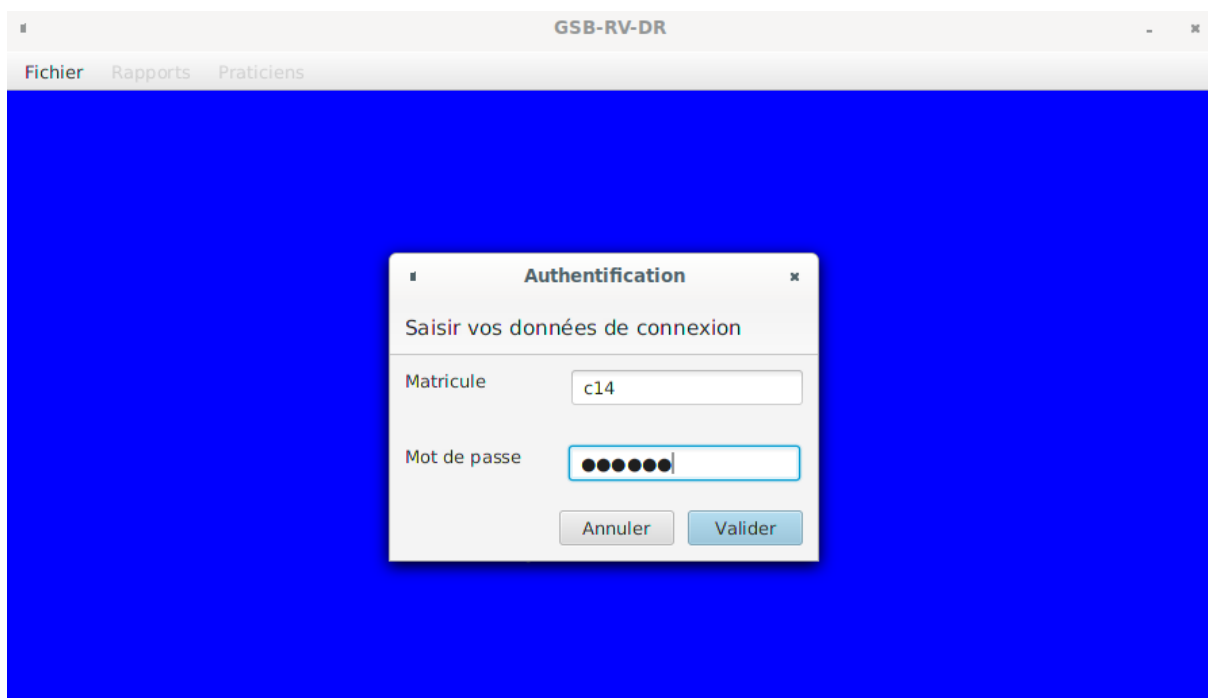 GSB-RV-DR
Fichier Rapports Praticiens
Authentification
Saisir vos données de connexion
Matricule c14
Mot de passe ●●●●●●
Annuler Valider